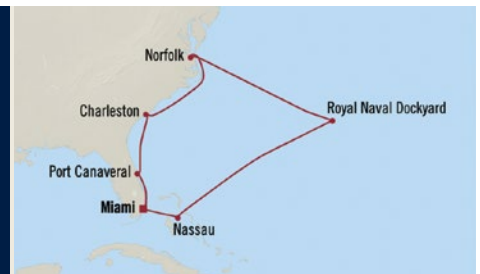 Norfolk
Royal Naval Dockyard
Charleston
Port Canaveral
Miami
Nassau